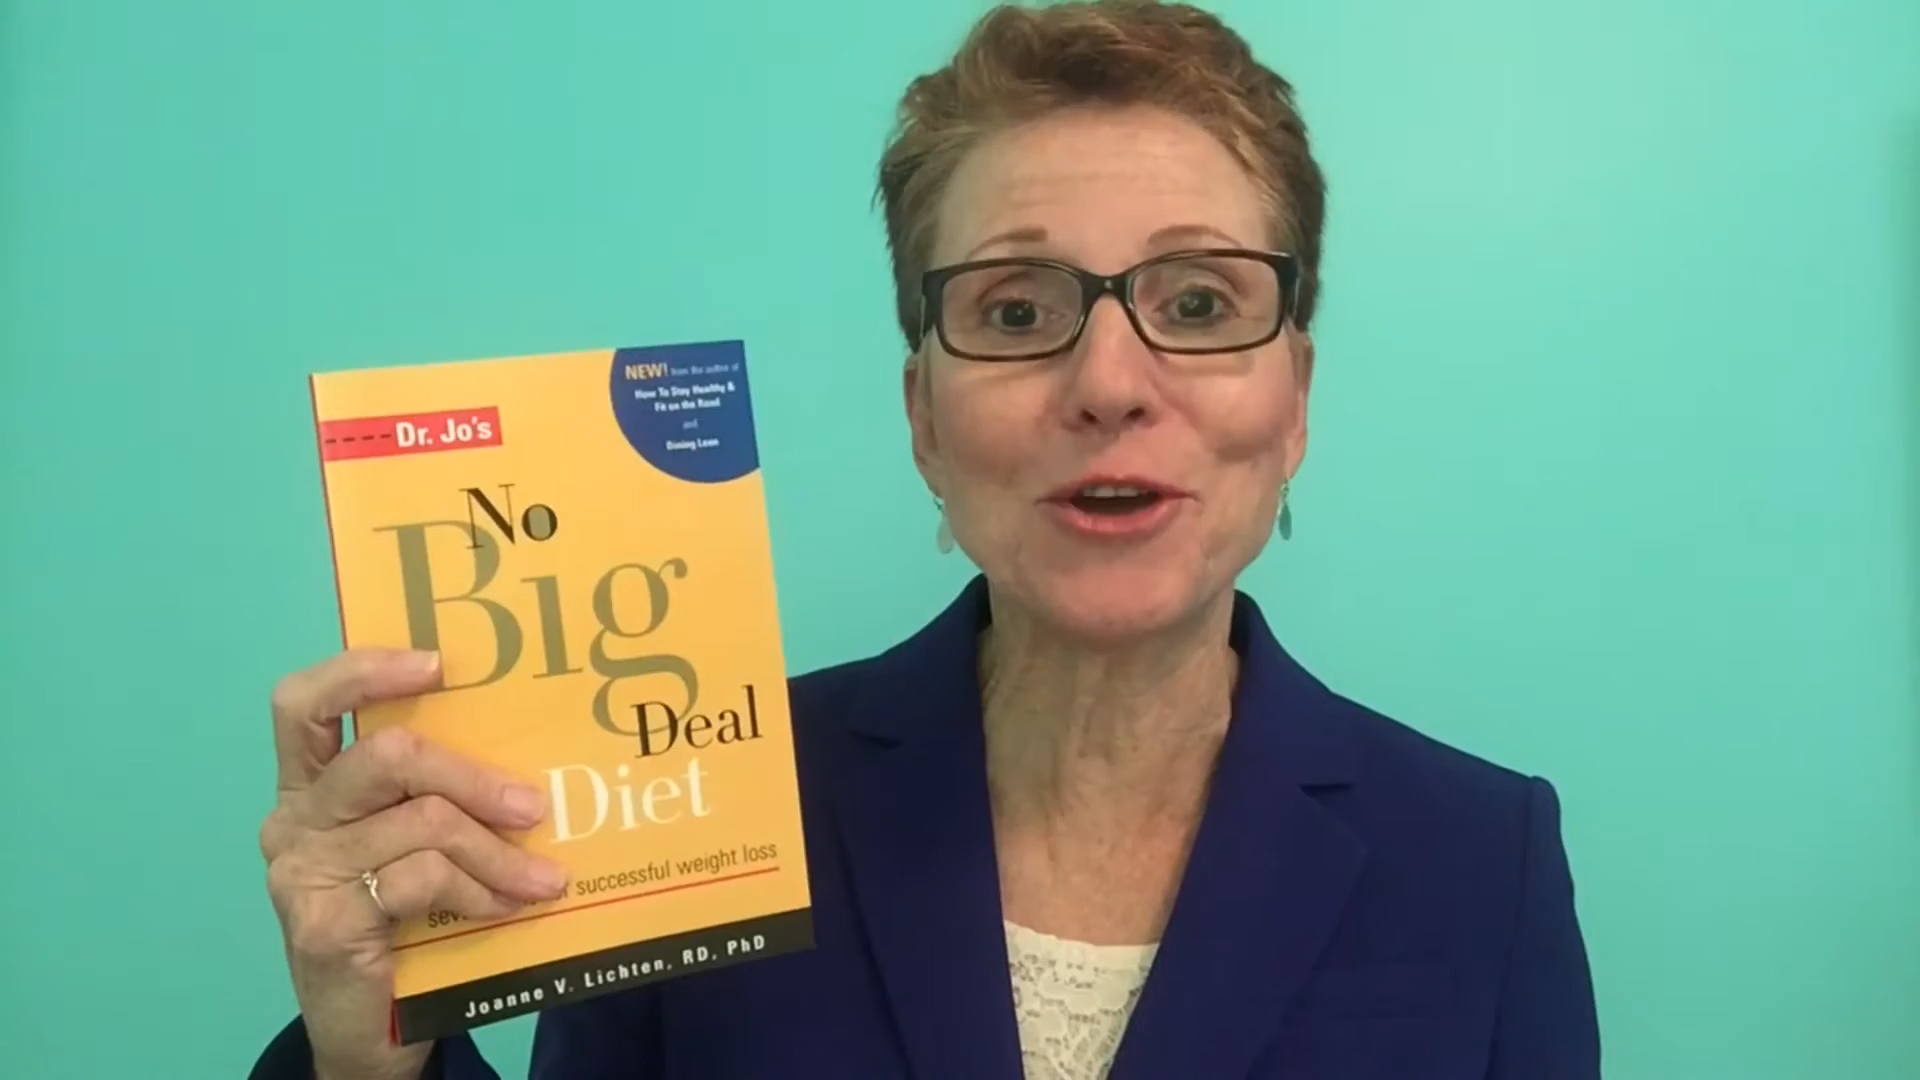 NEW! from the author of
How To Stay Healthy &
Fit on the Road
and
Dining Lean
Dr. Jo's
No
Big
Deal
Diet
successful weight loss
Joanne V. Lichten, RD, PhD